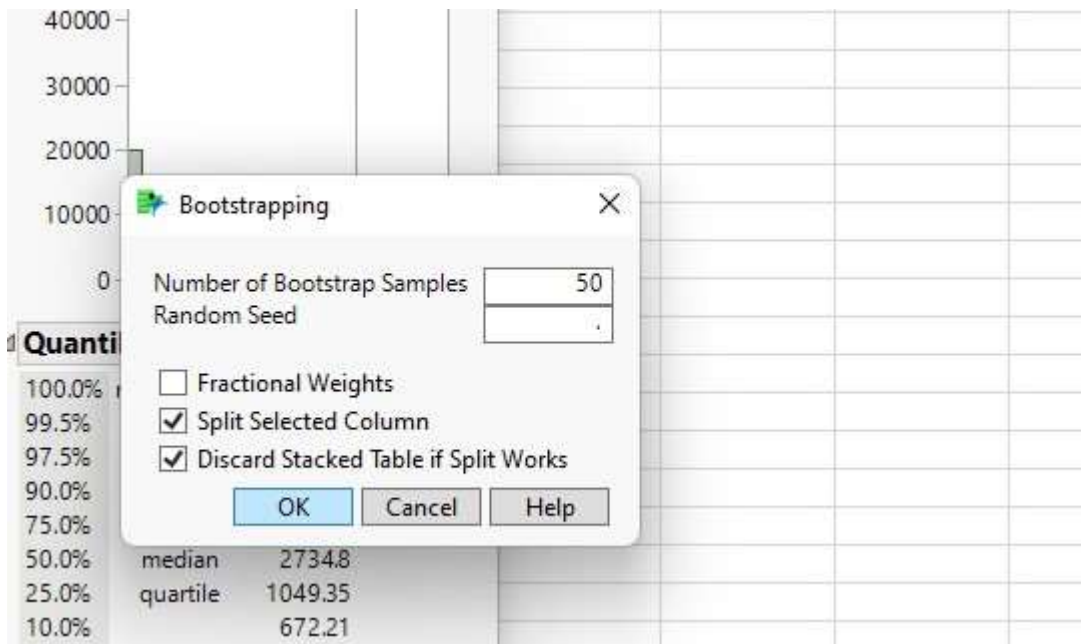 40000
30000
20000
10000
0
Bootstrapping
Number of Bootstrap Samples 50
Random Seed .
Fractional Weights
Split Selected Column
Discard Stacked Table if Split Works
OK Cancel Help
Quanti
100.0%
99.5%
97.5%
90.0%
75.0%
50.0% median 2734.8
25.0% quartile 1049.35
10.0% 672.21